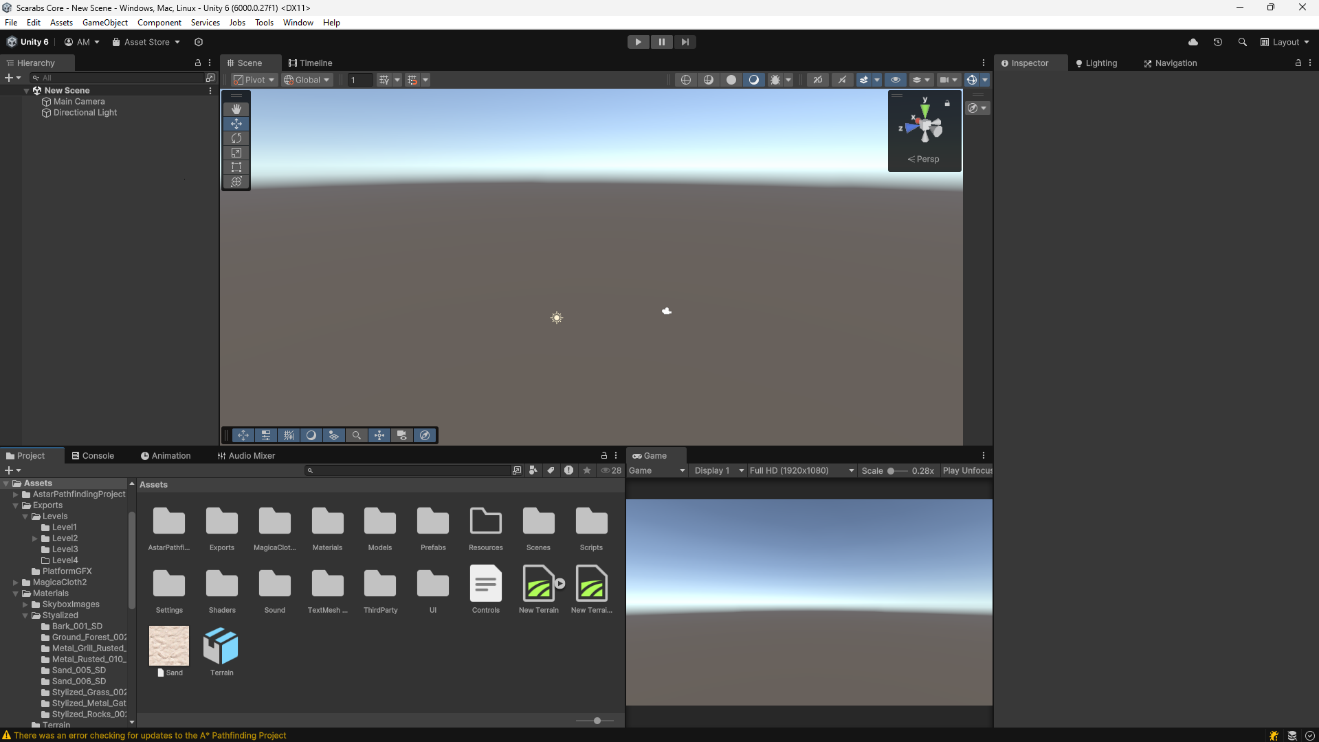 Scarabs Core - New Scene - Windows, Mac, Linux - Unity 6 (6000.0.27f1) <DX11>
File Edit Assets GameObject Component Services Jobs Tools Window Help
Unity 6 AM Asset Store Layout
Hierarchy
All
New Scene
Main Camera
Directional Light
Scene Timeline
Pivot Global 1
y
x
z
Persp
Inspector Lighting Navigation
Project Console Animation Audio Mixer
28
Assets
AstarPathfindingProject
Exports
Levels
Level1
Level2
Level3
Level4
PlatformGFX
MagicaCloth2
Materials
SkyboxImages
Stylized
Bark_001_SD
Ground_Forest_002
Metal_Grill_Rusted_
Metal_Rusted_010_
Sand_005_SD
Sand_006_SD
Stylized_Grass_002
Stylized_Metal_Gat
Stylized_Rocks_00
Terrain
Assets
AstarPathfi... Exports MagicaClot... Materials Models Prefabs Resources Scenes Scripts
Settings Shaders Sound TextMesh ... ThirdParty UI Controls New Terrain New Terrai...
Sand Terrain
Game
Game Display 1 Full HD (1920x1080) Scale 0.28x Play Unfocus
There was an error checking for updates to the A* Pathfinding Project